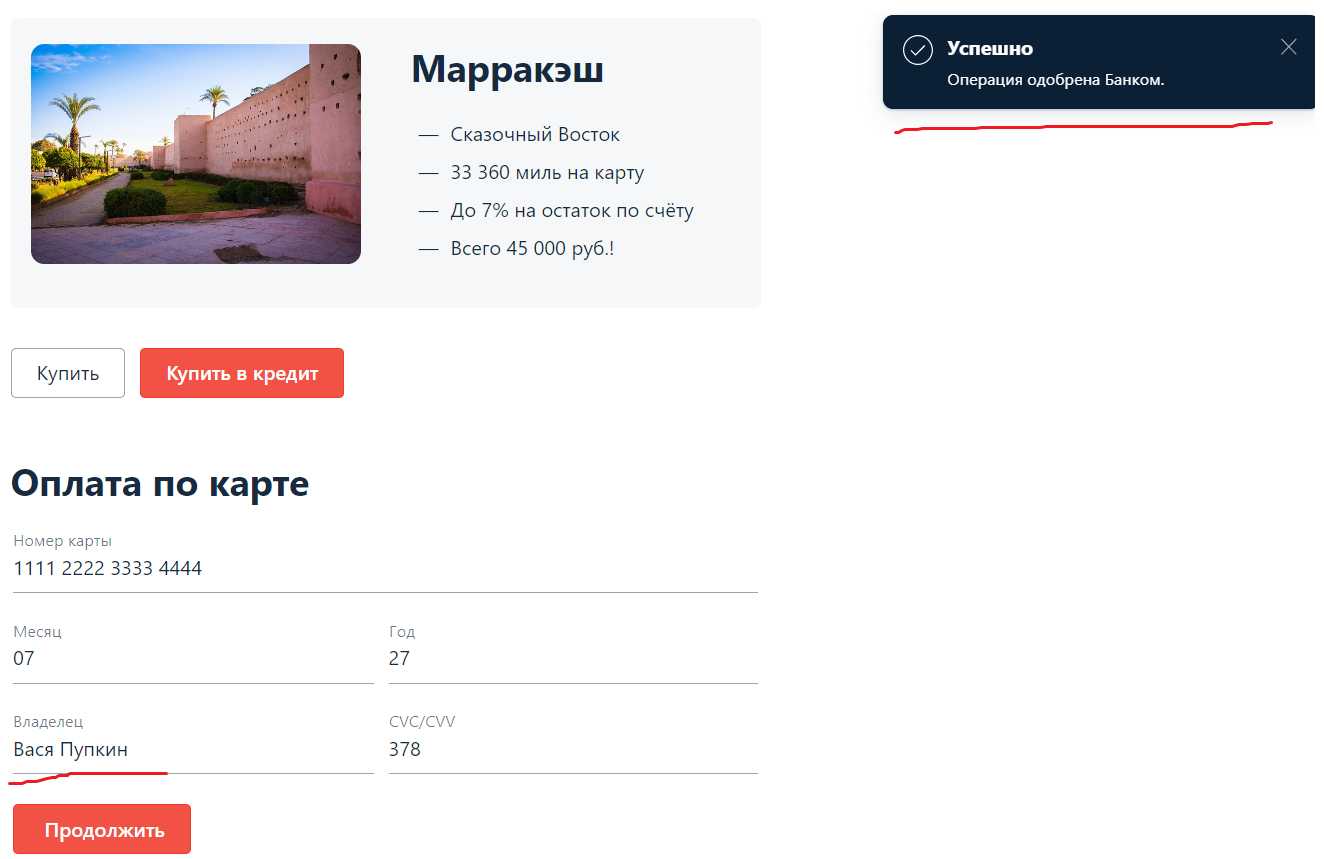 Марракэш
— Сказочный Восток
— 33 360 миль на карту
— До 7% на остаток по счёту
— Всего 45 000 руб.!
Успешно
Операция одобрена Банком.
Купить
Купить в кредит
Оплата по карте
Номер карты
1111 2222 3333 4444
Месяц
07
Год
27
Владелец
Вася Пупкин
CVC/CVV
378
Продолжить